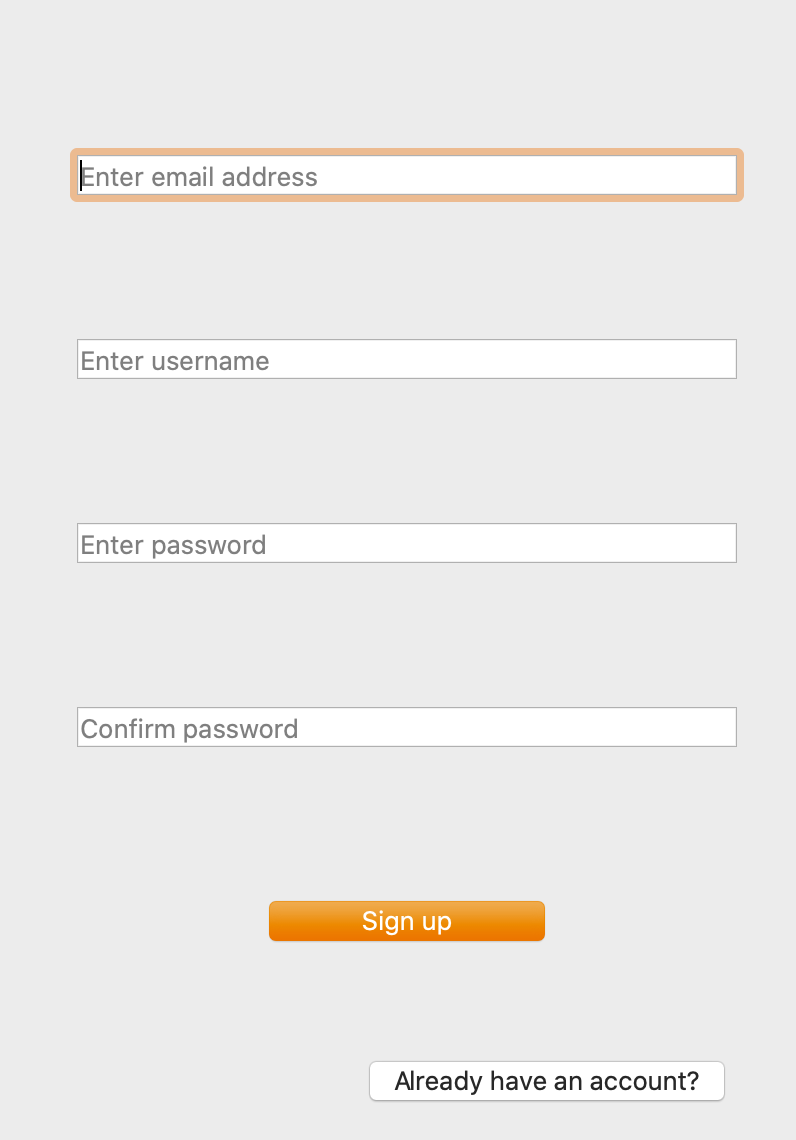 Enter email address
Enter username
Enter password
Confirm password
Sign up
Already have an account?